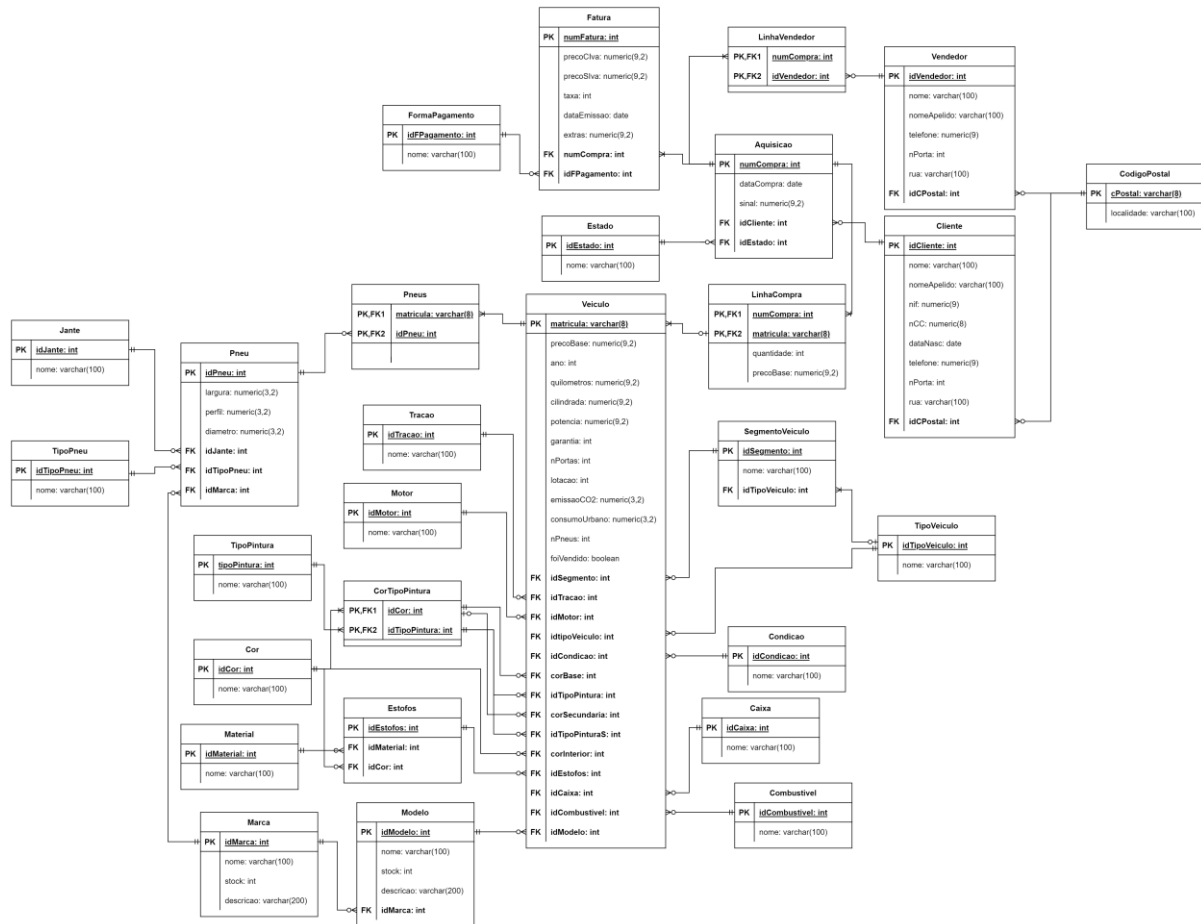 Fatura
PK numFatura: int
precoCIva: numeric(9,2)
precoSIva: numeric(9,2)
taxa: int
dataEmissao: date
extras: numeric(9,2)
FK numCompra: int
FK idFPagamento: int
LinhaVendedor
PK,FK1 numCompra: int
PK,FK2 idVendedor: int
Vendedor
PK idVendedor: int
nome: varchar(100)
nomeApelido: varchar(100)
telefone: numeric(9)
nPorta: int
rua: varchar(100)
FK idCPostal: int
FormaPagamento
PK idFPagamento: int
nome: varchar(100)
Aquisicao
PK numCompra: int
dataCompra: date
sinal: numeric(9,2)
FK idCliente: int
FK idEstado: int
CodigoPostal
PK cPostal: varchar(8)
localidade: varchar(100)
Estado
PK idEstado: int
nome: varchar(100)
Cliente
PK idCliente: int
nome: varchar(100)
nomeApelido: varchar(100)
nif: numeric(9)
nCC: numeric(8)
dataNasc: date
telefone: numeric(9)
nPorta: int
rua: varchar(100)
FK idCPostal: int
Pneus
PK,FK1 matricula: varchar(8)
PK,FK2 idPneu: int
Veiculo
PK matricula: varchar(8)
precoBase: numeric(9,2)
ano: int
quilometros: numeric(9,2)
cilindrada: numeric(9,2)
potencia: numeric(9,2)
garantia: int
nPortas: int
lotacao: int
emissaoCO2: numeric(3,2)
consumoUrbano: numeric(3,2)
nPneus: int
foiVendido: boolean
FK idSegmento: int
FK idTracao: int
FK idMotor: int
FK idtipoVeiculo: int
FK idCondicao: int
FK corBase: int
FK idTipoPintura: int
FK corSecundaria: int
FK idTipoPinturaS: int
FK corInterior: int
FK idEstofos: int
FK idCaixa: int
FK idCombustivel: int
FK idModelo: int
LinhaCompra
PK,FK1 numCompra: int
PK,FK2 matricula: varchar(8)
quantidade: int
precoBase: numeric(9,2)
Jante
PK idJante: int
nome: varchar(100)
Pneu
PK idPneu: int
largura: numeric(3,2)
perfil: numeric(3,2)
diametro: numeric(3,2)
FK idJante: int
FK idTipoPneu: int
FK idMarca: int
TipoPneu
PK idTipoPneu: int
nome: varchar(100)
Tracao
PK idTracao: int
nome: varchar(100)
SegmentoVeiculo
PK idSegmento: int
nome: varchar(100)
FK idTipoVeiculo: int
Motor
PK idMotor: int
nome: varchar(100)
TipoVeiculo
PK idTipoVeiculo: int
nome: varchar(100)
TipoPintura
PK tipoPintura: int
nome: varchar(100)
CorTipoPintura
PK,FK1 idCor: int
PK,FK2 idTipoPintura: int
Condicao
PK idCondicao: int
nome: varchar(100)
Cor
PK idCor: int
nome: varchar(100)
Estofos
PK idEstofos: int
FK idMaterial: int
FK idCor: int
Caixa
PK idCaixa: int
nome: varchar(100)
Material
PK idMaterial: int
nome: varchar(100)
Combustivel
PK idCombustivel: int
nome: varchar(100)
Marca
PK idMarca: int
nome: varchar(100)
stock: int
descricao: varchar(200)
Modelo
PK idModelo: int
nome: varchar(100)
stock: int
descricao: varchar(200)
FK idMarca: int